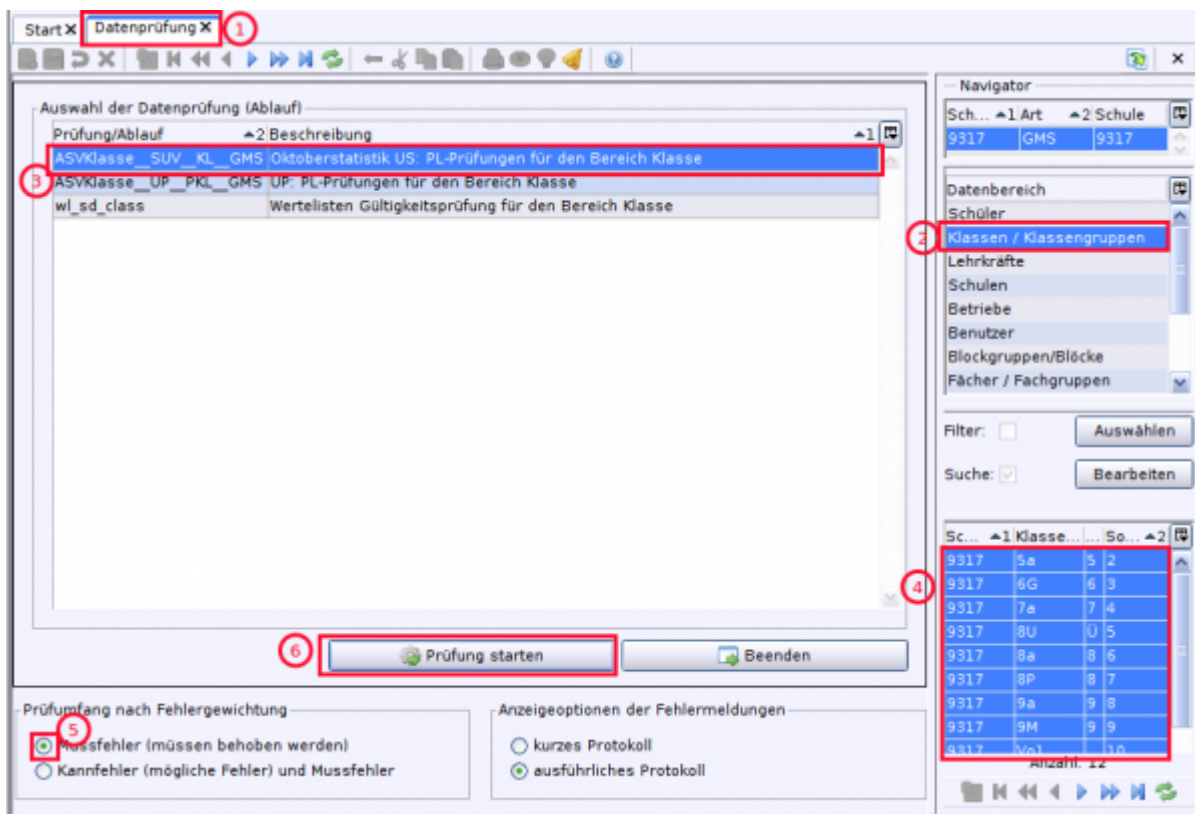 Start Datenprüfung 1
Auswahl der Datenprüfung (Ablauf)
Prüfung/Ablauf 2 Beschreibung 1
ASVKlasse__SUV__KL__GMS Oktoberstatistik US: PL-Prüfungen für den Bereich Klasse
3
ASVKlasse__UP__PKL__GMS UP: PL-Prüfungen für den Bereich Klasse
wl_sd_class Wertelisten Gültigkeitsprüfung für den Bereich Klasse
6 Prüfung starten Beenden
Prüfumfang nach Fehlergewichtung
5
Mussfehler (müssen behoben werden)
Kannfehler (mögliche Fehler) und Mussfehler
Anzeigeoptionen der Fehlermeldungen
kurzes Protokoll
ausführliches Protokoll
Navigator
Sch... 1 Art 2 Schule
9317 GMS 9317
Datenbereich
Schüler
2 Klassen / Klassengruppen
Lehrkräfte
Schulen
Betriebe
Benutzer
Blockgruppen/Blöcke
Fächer / Fachgruppen
Filter: Auswählen
Suche: Bearbeiten
Sc... 1 Klasse... ... So... 2
9317 5a 5 2
4
9317 6G 6 3
9317 7a 7 4
9317 8U Ü 5
9317 8a 8 6
9317 8P 8 7
9317 9a 9 8
9317 9M 9 9
9317 Vo1 10
Anzahl: 12